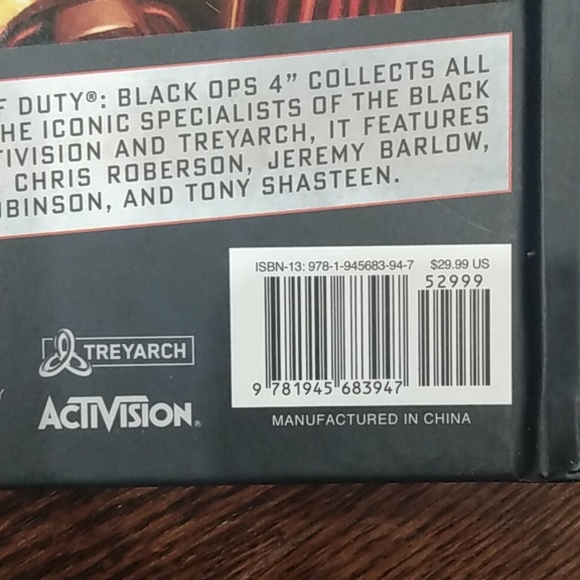 F DUTY®: BLACK OPS 4” COLLECTS ALL
HE ICONIC SPECIALISTS OF THE BLACK
TIVISION AND TREYARCH, IT FEATURES
CHRIS ROBERSON, JEREMY BARLOW,
OBINSON, AND TONY SHASTEEN.
ISBN-13: 978-1-945683-94-7 $29.99 US
52999
9 781945 683947
TREYARCH
ACTIVISION®
MANUFACTURED IN CHINA